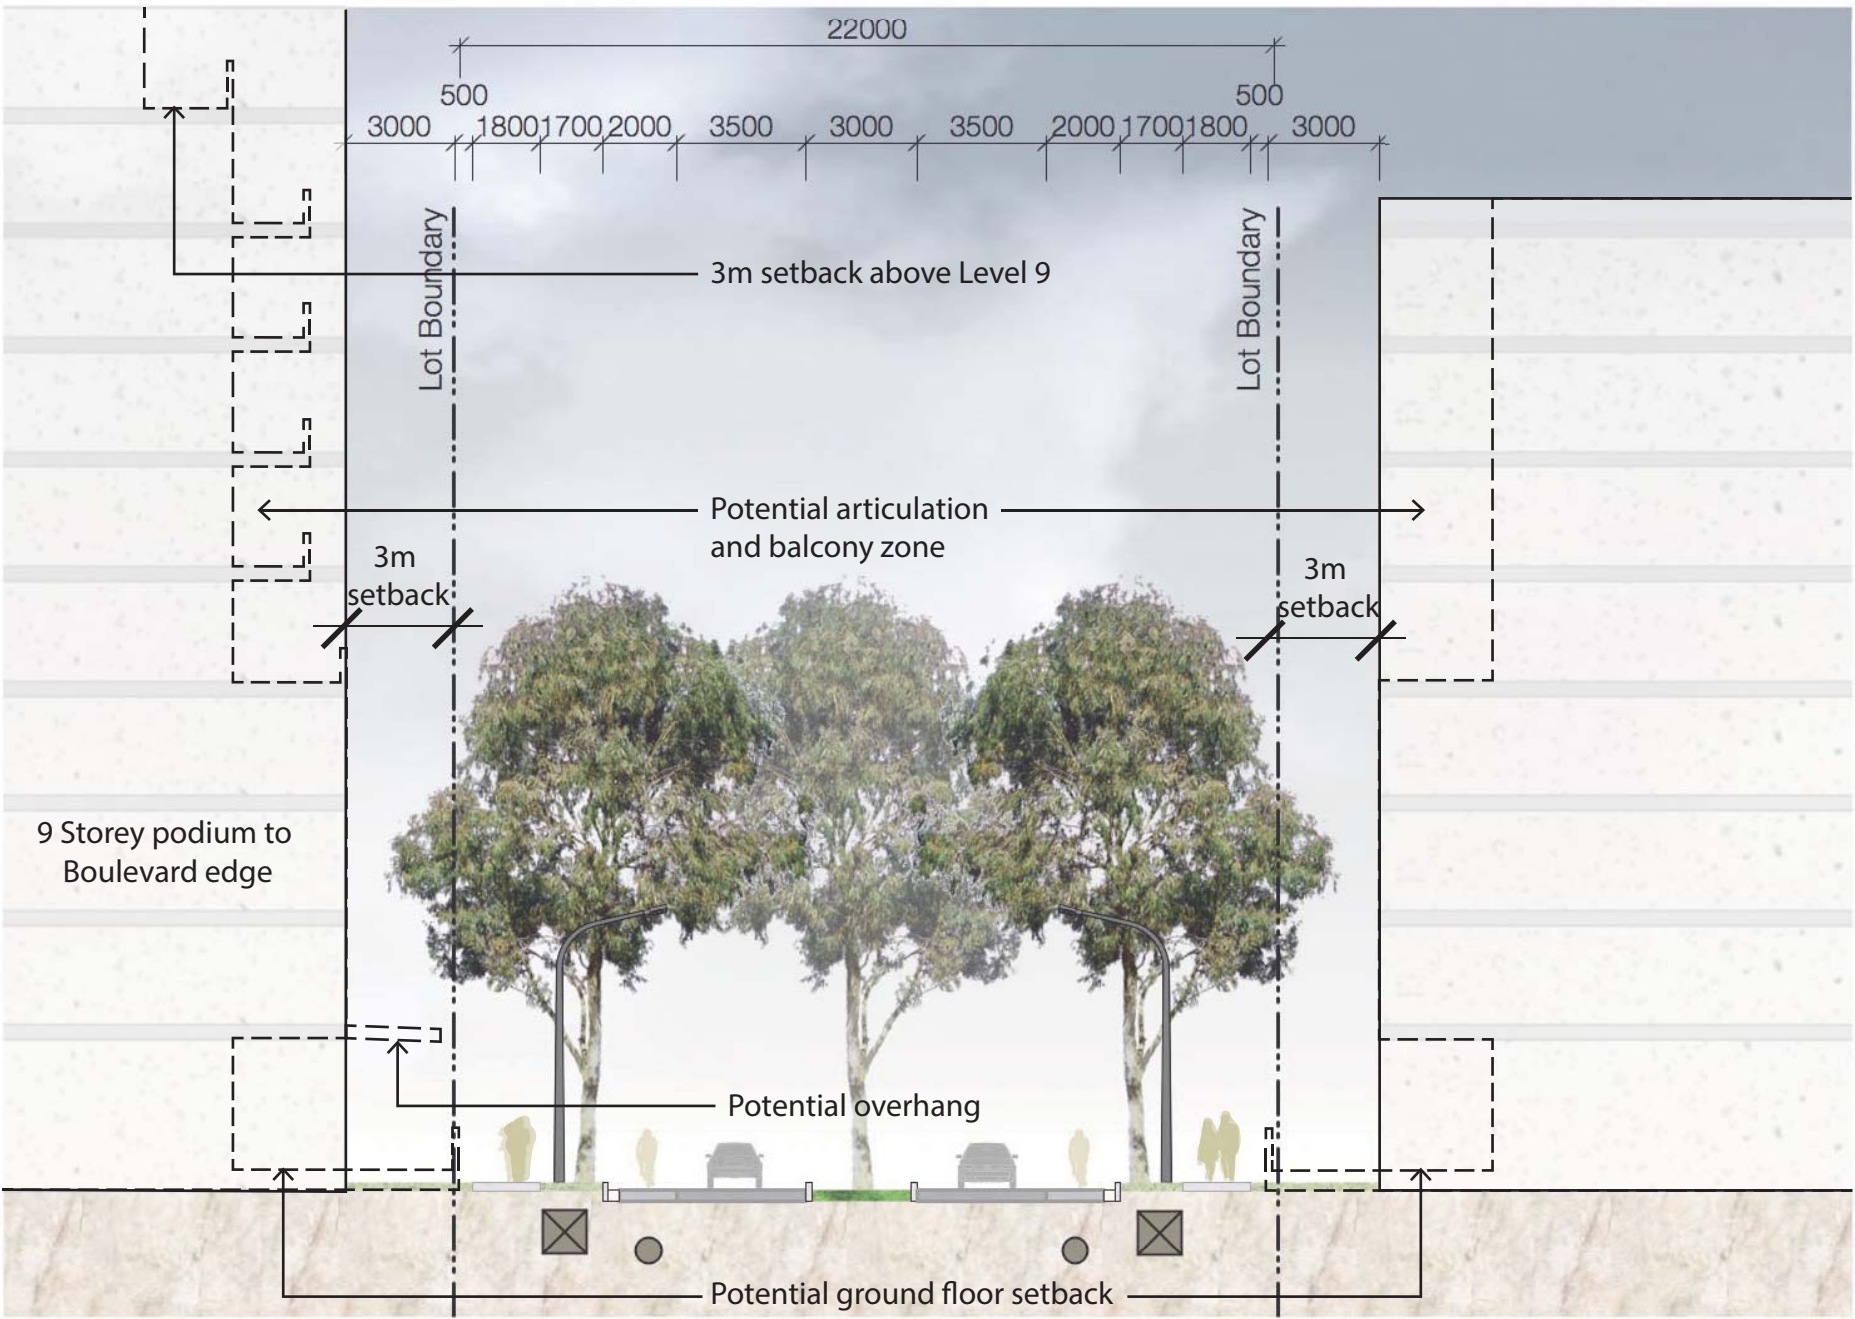 22000
500
500
3000 1800 1700 2000 3500 3000 3500 2000 1700 1800 3000
Lot Boundary
Lot Boundary
3m setback above Level 9
Potential articulation
and balcony zone
3m
setback
3m
setback
9 Storey podium to
Boulevard edge
Potential overhang
Potential ground floor setback